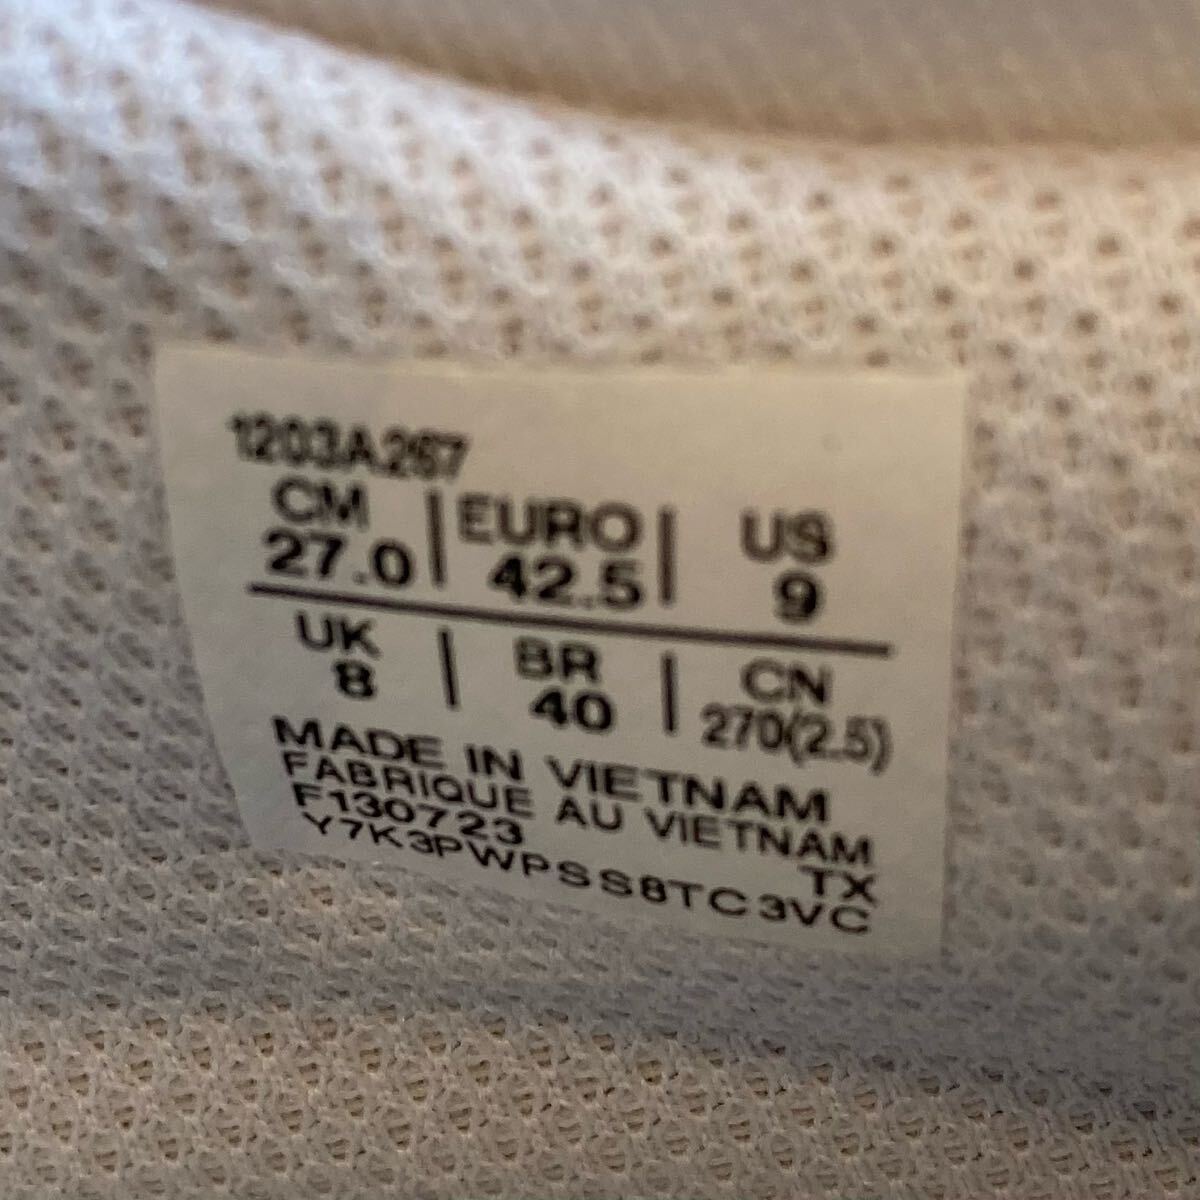 1203A267
CM | EURO | US
27.0 | 42.5 | 9
UK | BR | CN
8 | 40 | 270(2.5)
MADE IN VIETNAM
FABRIQUE AU VIETNAM
F130723 TX
Y7K3PWPSS8TC3VC